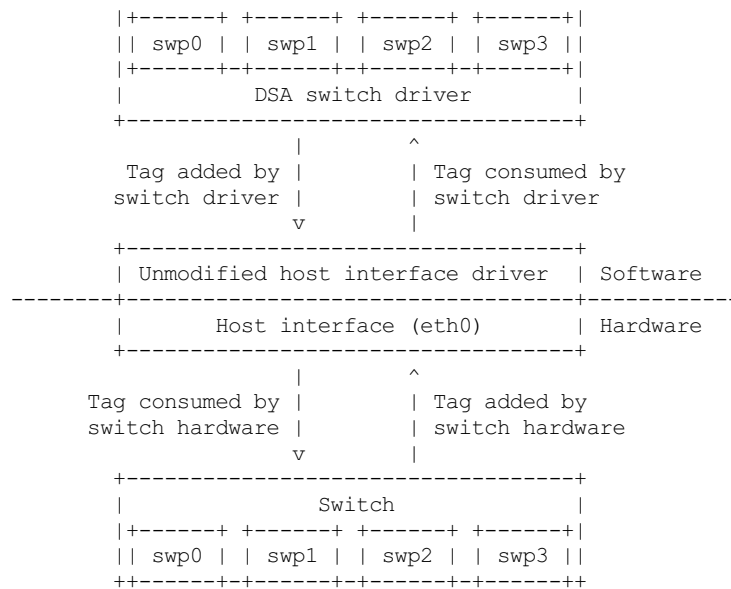 |+------+ +------+ +------+ +------+|
|| swp0 | | swp1 | | swp2 | | swp3 ||
|+------+-+------+-+------+-+------+|
|          DSA switch driver        |
+-----------------------------------+
              |        ^
 Tag added by |        | Tag consumed by
switch driver |        | switch driver
              v        |
+-----------------------------------+
| Unmodified host interface driver  | Software
--------+-----------------------------------+------------
|       Host interface (eth0)       | Hardware
+-----------------------------------+
              |        ^
Tag consumed by |        | Tag added by
switch hardware |        | switch hardware
              v        |
+-----------------------------------+
|               Switch              |
|+------+ +------+ +------+ +------+|
|| swp0 | | swp1 | | swp2 | | swp3 ||
++------+-+------+-+------+-+------++